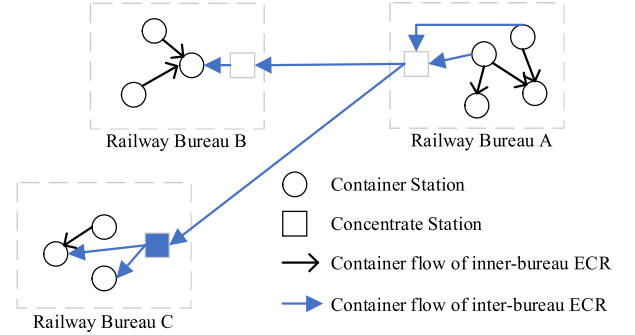 Railway Bureau B
Railway Bureau A
Container Station
Concentrate Station
Container flow of inner-bureau ECR
Container flow of inter-bureau ECR
Railway Bureau C